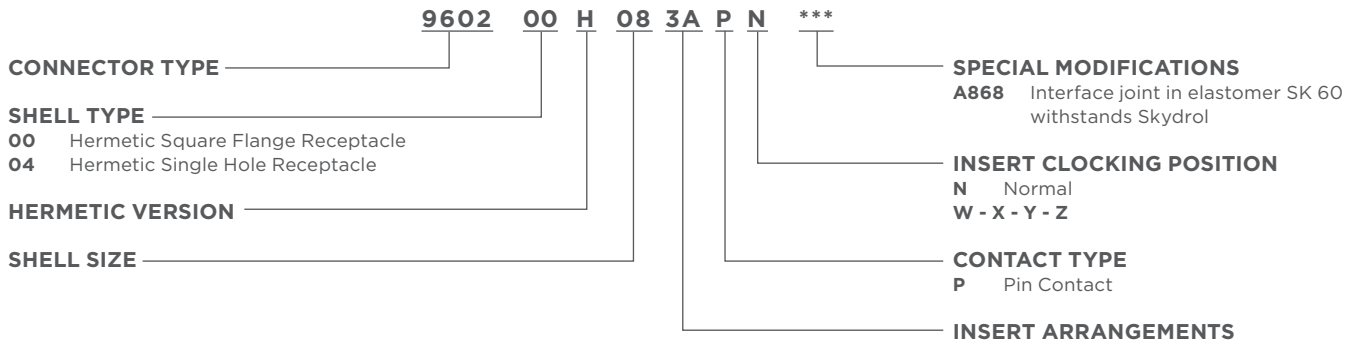 9602 00 H 08 3A P N ***
CONNECTOR TYPE
SHELL TYPE
00 Hermetic Square Flange Receptacle
04 Hermetic Single Hole Receptacle
HERMETIC VERSION
SHELL SIZE
SPECIAL MODIFICATIONS
A868 Interface joint in elastomer SK 60
withstands Skydrol
INSERT CLOCKING POSITION
N Normal
W - X - Y - Z
CONTACT TYPE
P Pin Contact
INSERT ARRANGEMENTS